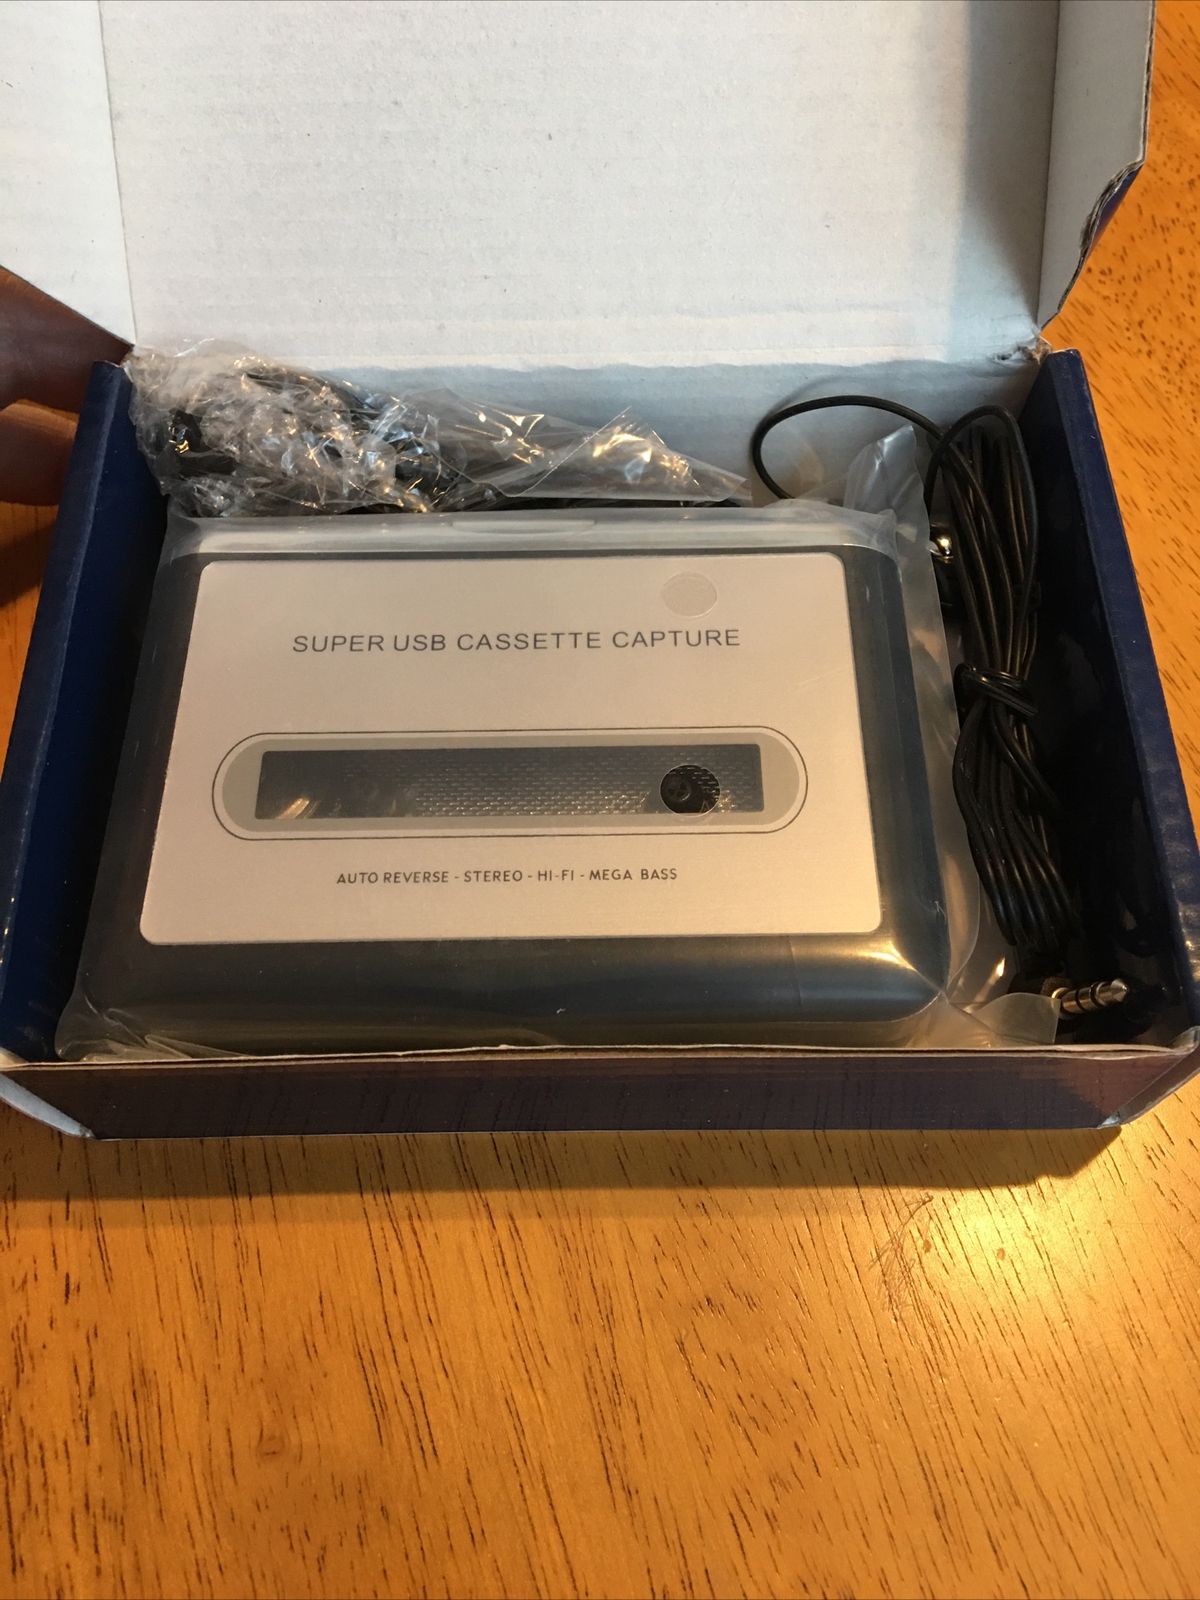 SUPER USB CASSETTE CAPTURE
AUTO REVERSE - STEREO - HI-FI - MEGA BASS